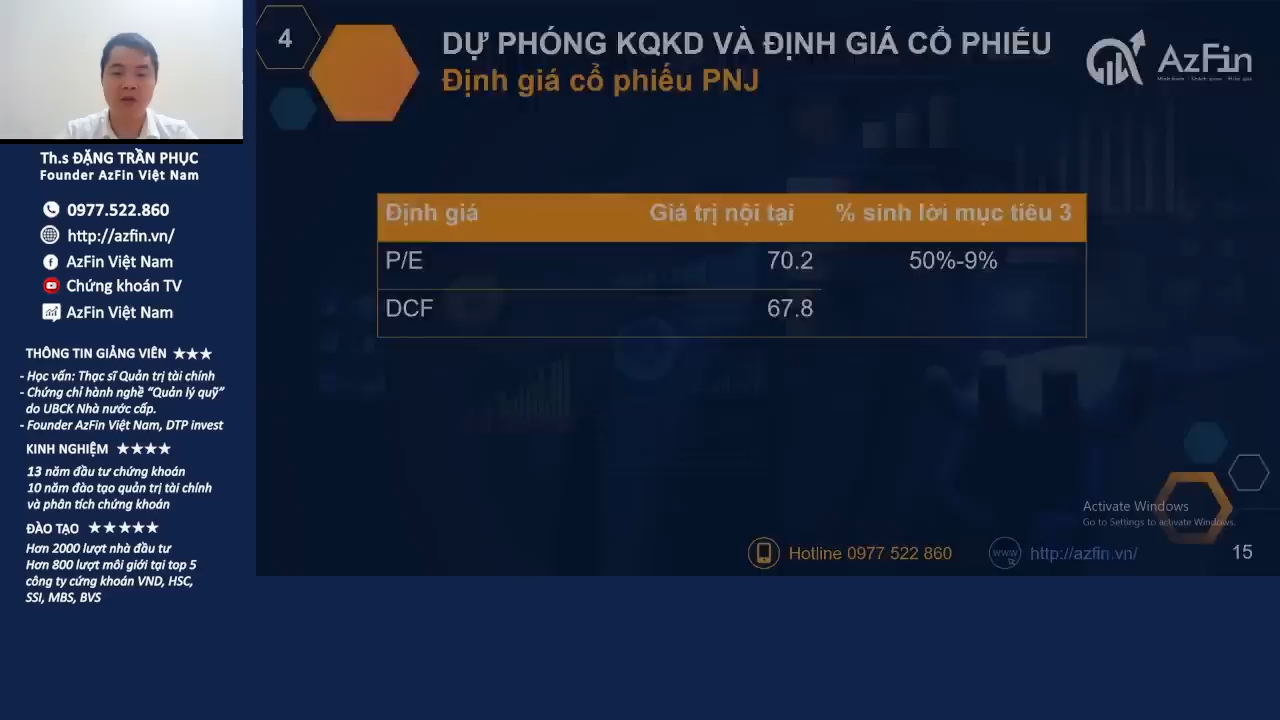 Th.s ĐẶNG TRẦN PHỤC
Founder AzFin Việt Nam
0977.522.860
http://azfin.vn/
AzFin Việt Nam
Chứng khoán TV
AzFin Việt Nam
THÔNG TIN GIẢNG VIÊN ★★★
- Học vấn: Thạc sĩ Quản trị tài chính
- Chứng chỉ hành nghề “Quản lý quỹ”
do UBCK Nhà nước cấp.
- Founder AzFin Việt Nam, DTP invest
KINH NGHIỆM ★★★★
13 năm đầu tư chứng khoán
10 năm đào tạo quản trị tài chính
và phân tích chứng khoán
ĐÀO TẠO ★★★★★
Hơn 2000 lượt nhà đầu tư
Hơn 800 lượt môi giới tại top 5
công ty cứng khoán VND, HSC,
SSI, MBS, BVS
4
DỰ PHÓNG KQKD VÀ ĐỊNH GIÁ CỔ PHIẾU
Định giá cổ phiếu PNJ
AzFin
Định giá Giá trị nội tại % sinh lời mục tiêu 3
P/E 70.2 50%-9%
DCF 67.8
Activate Windows
Go to Settings to activate Windows.
Hotline 0977 522 860
www
http://azfin.vn/
15